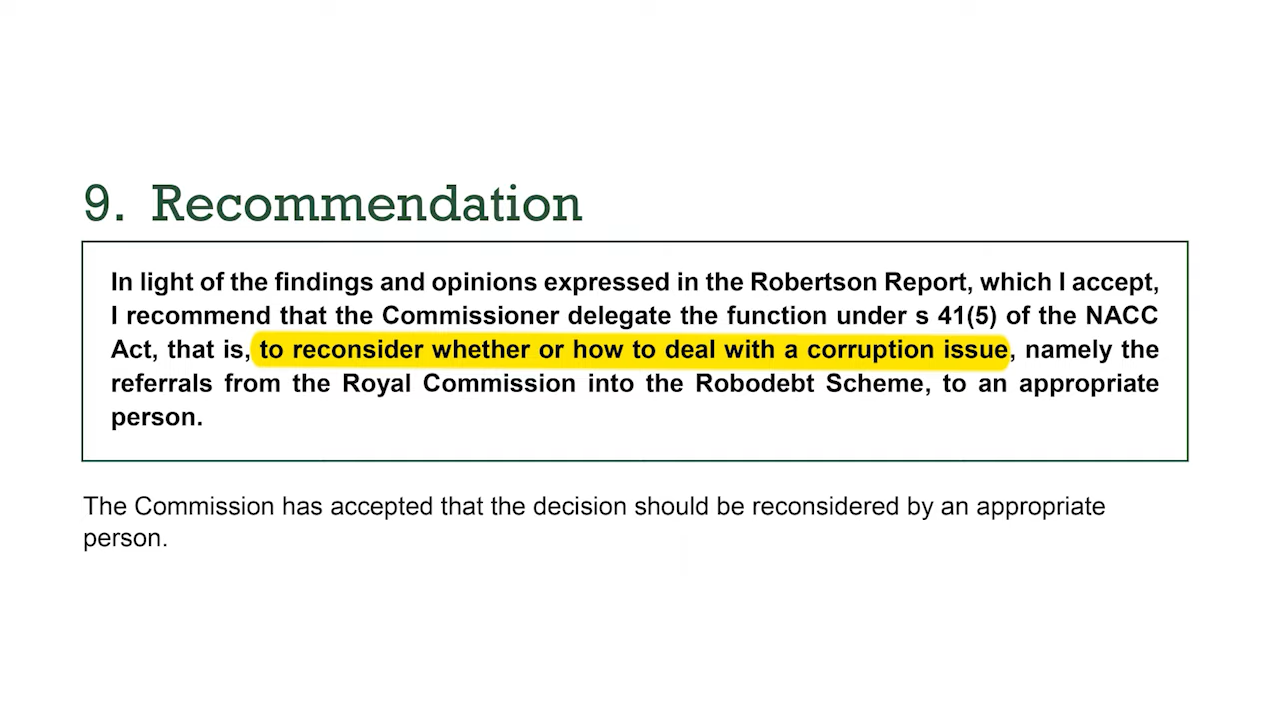 9. Recommendation
In light of the findings and opinions expressed in the Robertson Report, which I accept,
I recommend that the Commissioner delegate the function under s 41(5) of the NACC
Act, that is, to reconsider whether or how to deal with a corruption issue, namely the
referrals from the Royal Commission into the Robodebt Scheme, to an appropriate
person.
The Commission has accepted that the decision should be reconsidered by an appropriate
person.